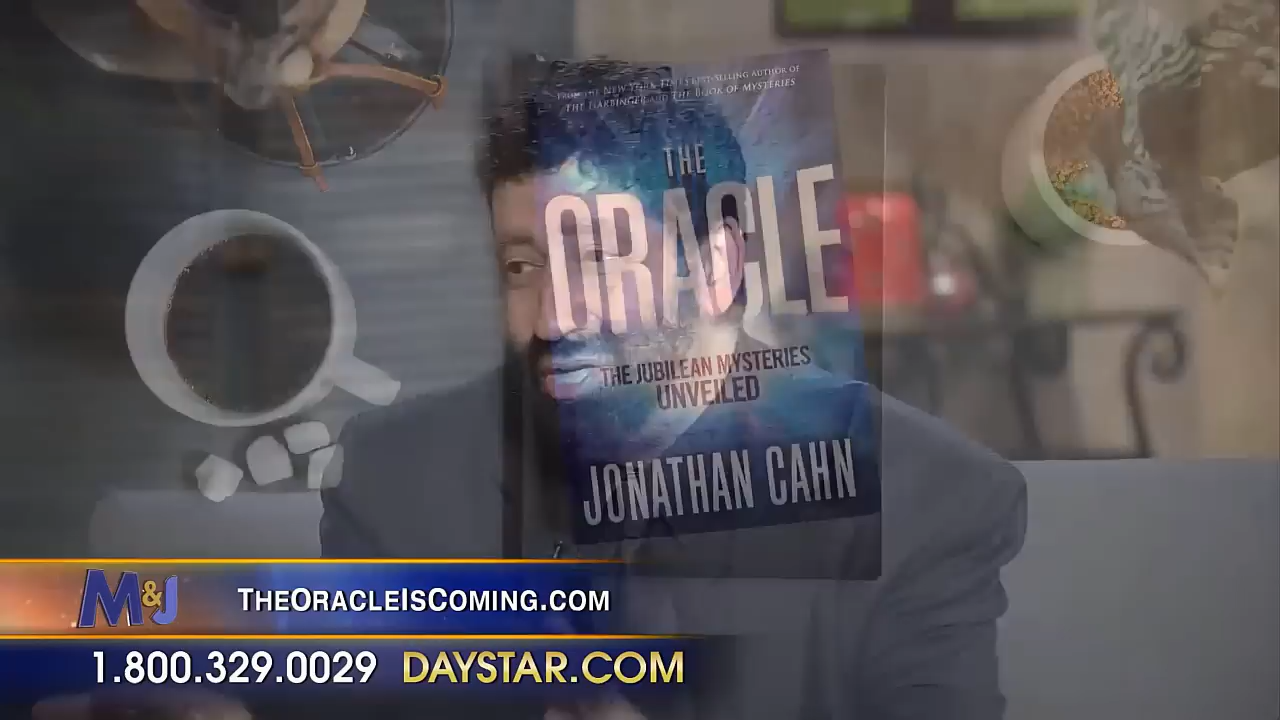 FROM THE NEW YORK TIMES BEST-SELLING AUTHOR OF
THE HARBINGER AND THE BOOK OF MYSTERIES
THE
ORACLE
THE JUBILEAN MYSTERIES
UNVEILED
JONATHAN CAHN
M&J
THEORACLEISCOMING.COM
1.800.329.0029 DAYSTAR.COM